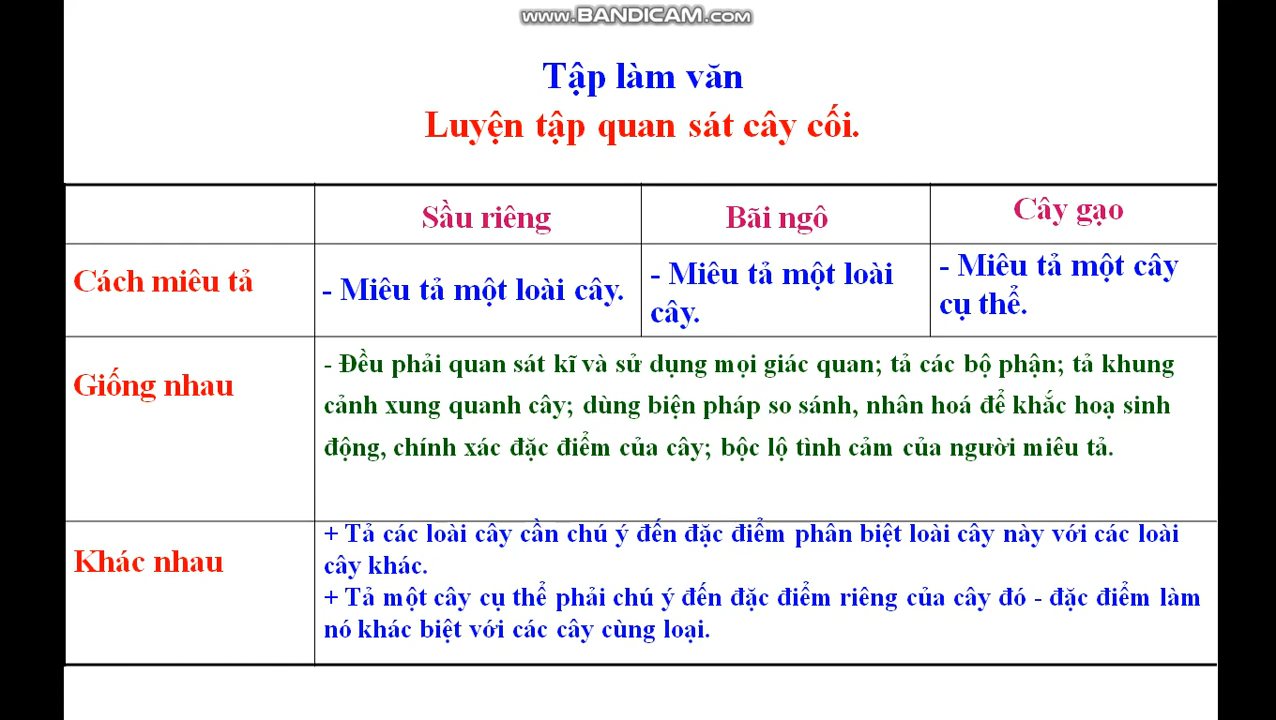 www.BANDICAM.com
Tập làm văn
Luyện tập quan sát cây cối.
Sầu riêng
Bãi ngô
Cây gạo
Cách miêu tả
- Miêu tả một loài cây.
- Miêu tả một loài
cây.
- Miêu tả một cây
cụ thể.
Giống nhau
- Đều phải quan sát kĩ và sử dụng mọi giác quan; tả các bộ phận; tả khung
cảnh xung quanh cây; dùng biện pháp so sánh, nhân hoá để khắc hoạ sinh
động, chính xác đặc điểm của cây; bộc lộ tình cảm của người miêu tả.
Khác nhau
+ Tả các loài cây cần chú ý đến đặc điểm phân biệt loài cây này với các loài
cây khác.
+ Tả một cây cụ thể phải chú ý đến đặc điểm riêng của cây đó - đặc điểm làm
nó khác biệt với các cây cùng loại.